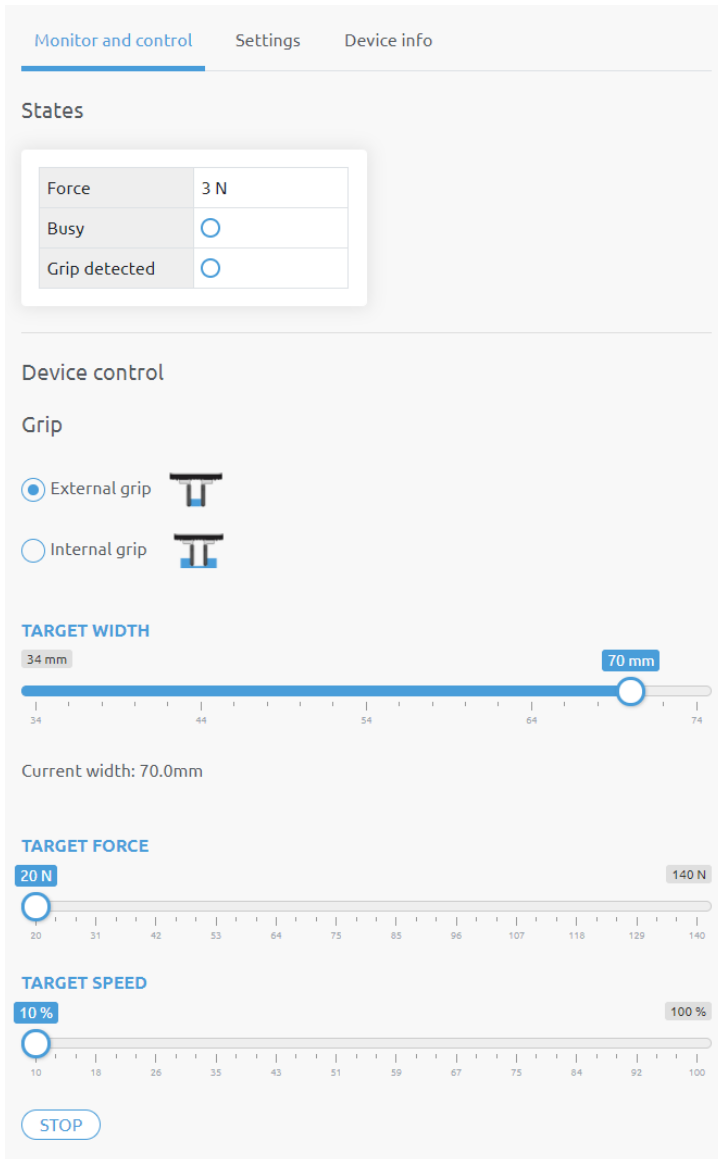 Monitor and control Settings Device info
States
Force 3 N
Busy
Grip detected
Device control
Grip
External grip
Internal grip
TARGET WIDTH
34 mm 70 mm
34 44 54 64 74
Current width: 70.0mm
TARGET FORCE
20 N 140 N
20 31 42 53 64 75 85 96 107 118 129 140
TARGET SPEED
10 % 100 %
10 18 26 35 43 51 59 67 75 84 92 100
STOP